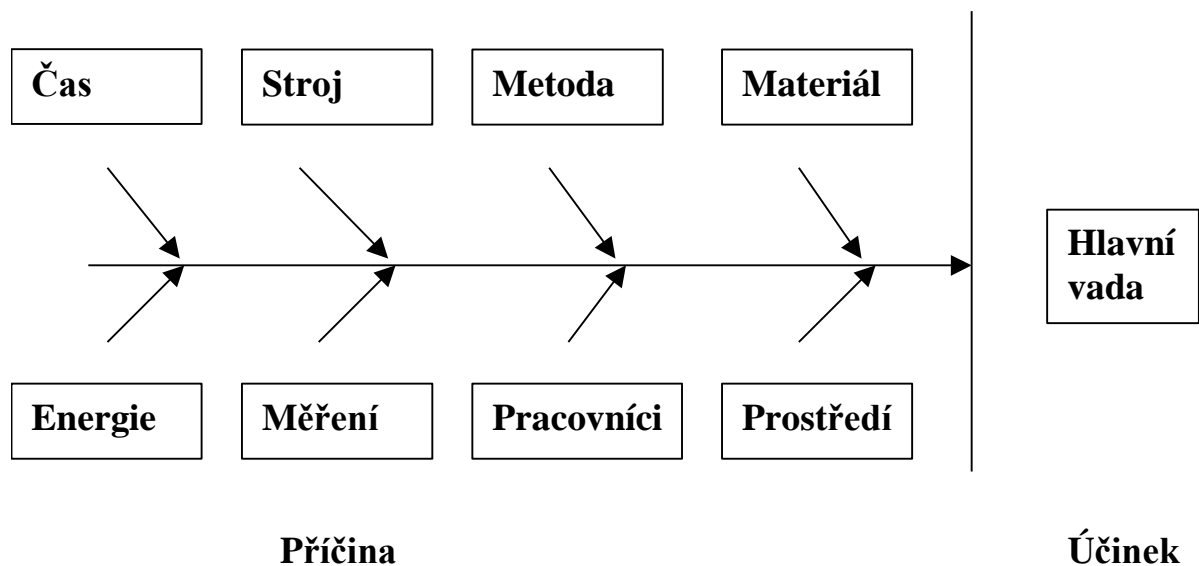 Čas
Stroj
Metoda
Materiál
Hlavní
vada
Energie
Měření
Pracovníci
Prostředí
Příčina
Účinek